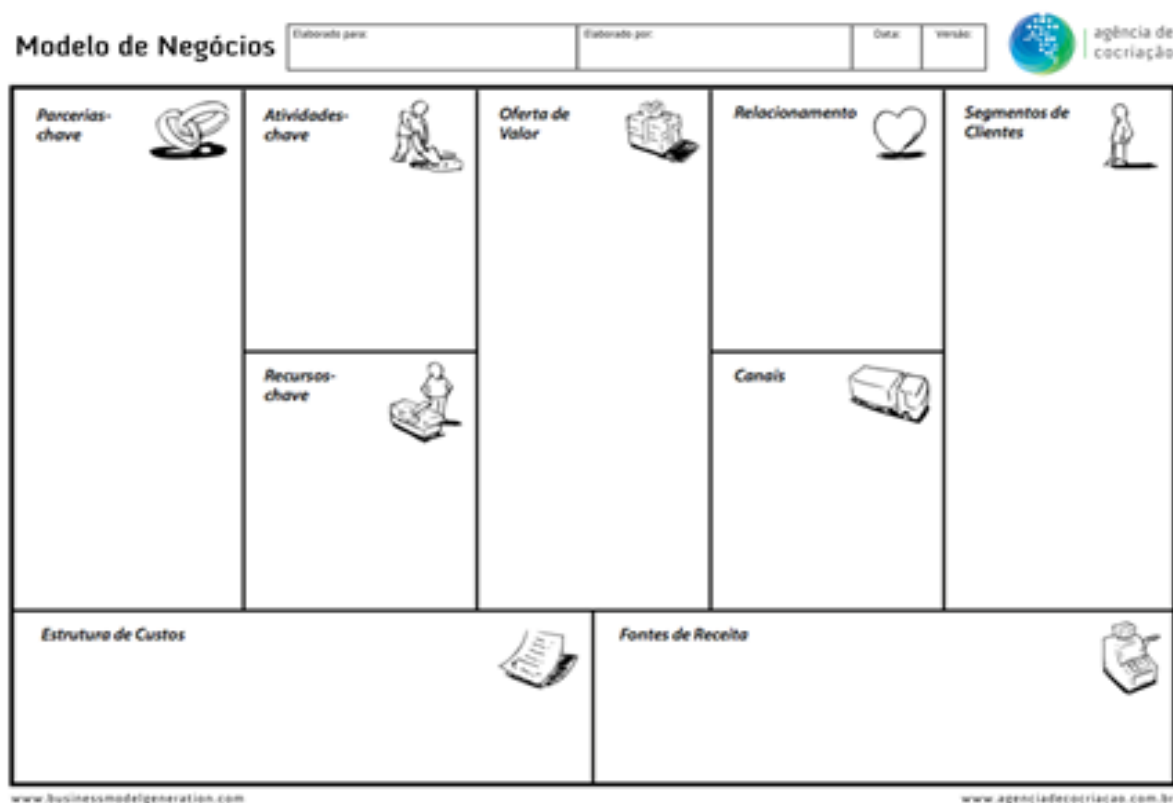 Modelo de Negócios
Elaborado para:
Elaborado por:
Data:
Versão:
agência de
cocriação
Parcerias-
chave
Atividades-
chave
Oferta de
Valor
Relacionamento
Segmentos de
Clientes
Recursos-
chave
Canais
Estrutura de Custos
Fontes de Receita
www.businessmodelgeneration.com
www.agenciadecocriacao.com.br